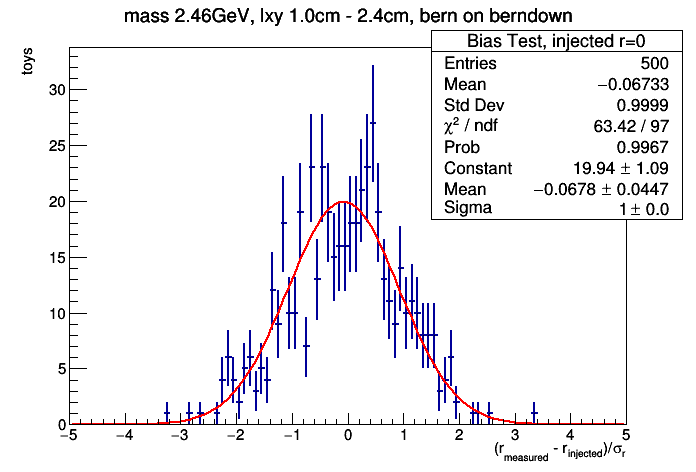 mass 2.46GeV, lxy 1.0cm - 2.4cm, bern on berndown
toys
Bias Test, injected r=0
Entries 500
Mean −0.06733
Std Dev 0.9999
χ² / ndf 63.42 / 97
Prob 0.9967
Constant 19.94 ± 1.09
Mean −0.0678 ± 0.0447
Sigma 1 ± 0.0
30
25
20
15
10
5
0
−5 −4 −3 −2 −1 0 1 2 3 4 5
(r_measured - r_injected)/σ_r